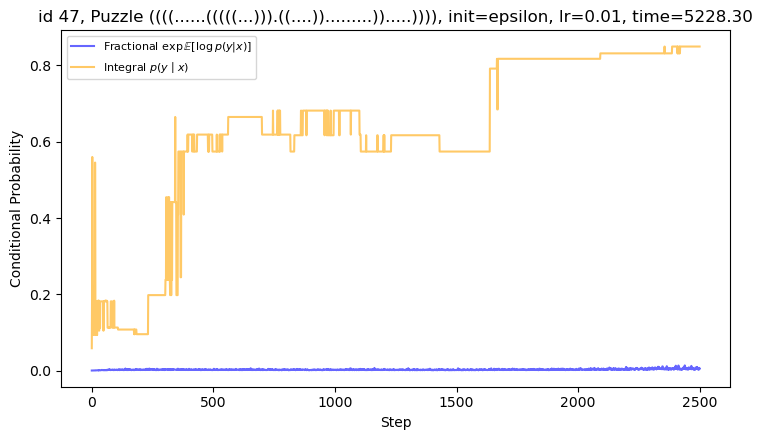 id 47, Puzzle ((((......(((((...))).((....)).........)).....)))), init=epsilon, lr=0.01, time=5228.30
Fractional exp𝔼[log p(y|x)]
Integral p(y | x)
Conditional Probability
0.8
0.6
0.4
0.2
0.0
0 500 1000 1500 2000 2500
Step